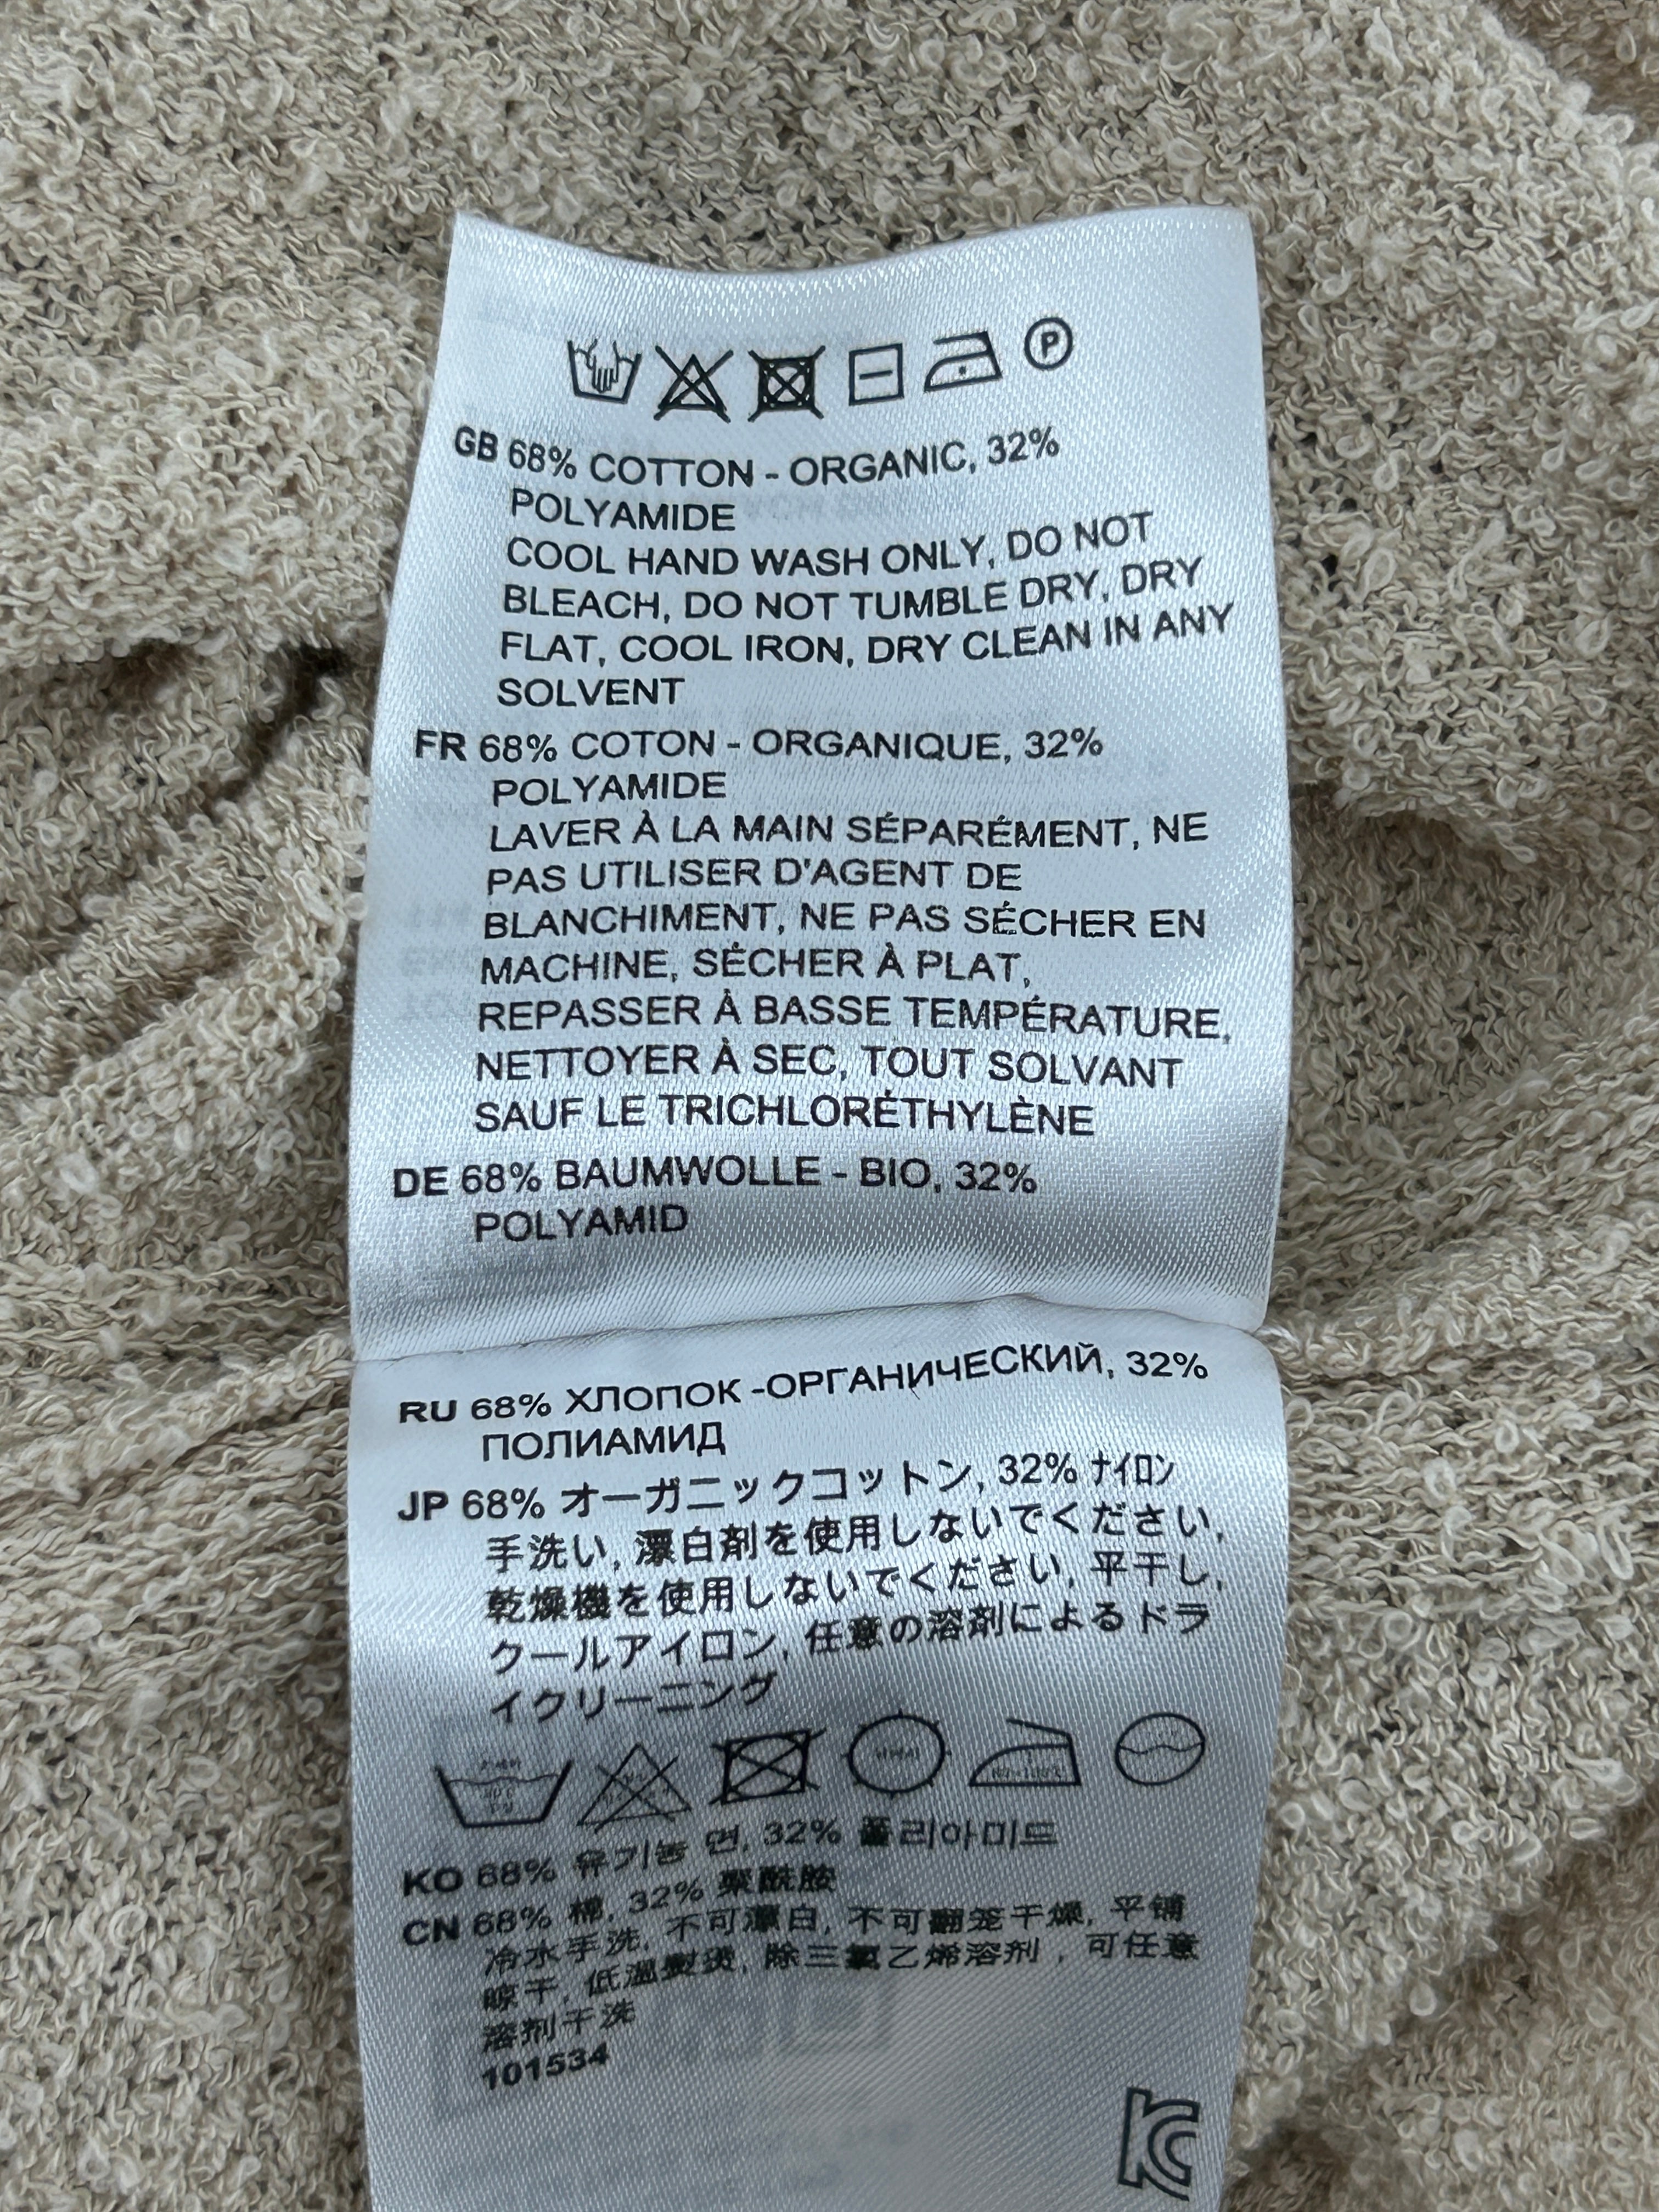 P
GB 68% COTTON - ORGANIC, 32%
POLYAMIDE
COOL HAND WASH ONLY, DO NOT
BLEACH, DO NOT TUMBLE DRY, DRY
FLAT, COOL IRON, DRY CLEAN IN ANY
SOLVENT
FR 68% COTON - ORGANIQUE, 32%
POLYAMIDE
LAVER À LA MAIN SÉPARÉMENT, NE
PAS UTILISER D'AGENT DE
BLANCHIMENT, NE PAS SÉCHER EN
MACHINE, SÉCHER À PLAT,
REPASSER À BASSE TEMPÉRATURE,
NETTOYER À SEC, TOUT SOLVANT
SAUF LE TRICHLORÉTHYLÈNE
DE 68% BAUMWOLLE - BIO, 32%
POLYAMID
RU 68% ХЛОПОК -ОРГАНИЧЕСКИЙ, 32%
ПОЛИАМИД
JP 68% オーガニックコットン, 32% ナイロン
手洗い, 漂白剤を使用しないでください,
乾燥機を使用しないでください, 平干し,
クールアイロン, 任意の溶剤によるドラ
イクリーニング
KO 68% 유기농 면, 32% 폴리아미드
CN 68% 棉, 32% 聚酰胺
冷水手洗, 不可漂白, 不可翻笼干燥, 平铺
晾干, 低温熨烫, 除三氯乙烯溶剂, 可任意
溶剂干洗
101534